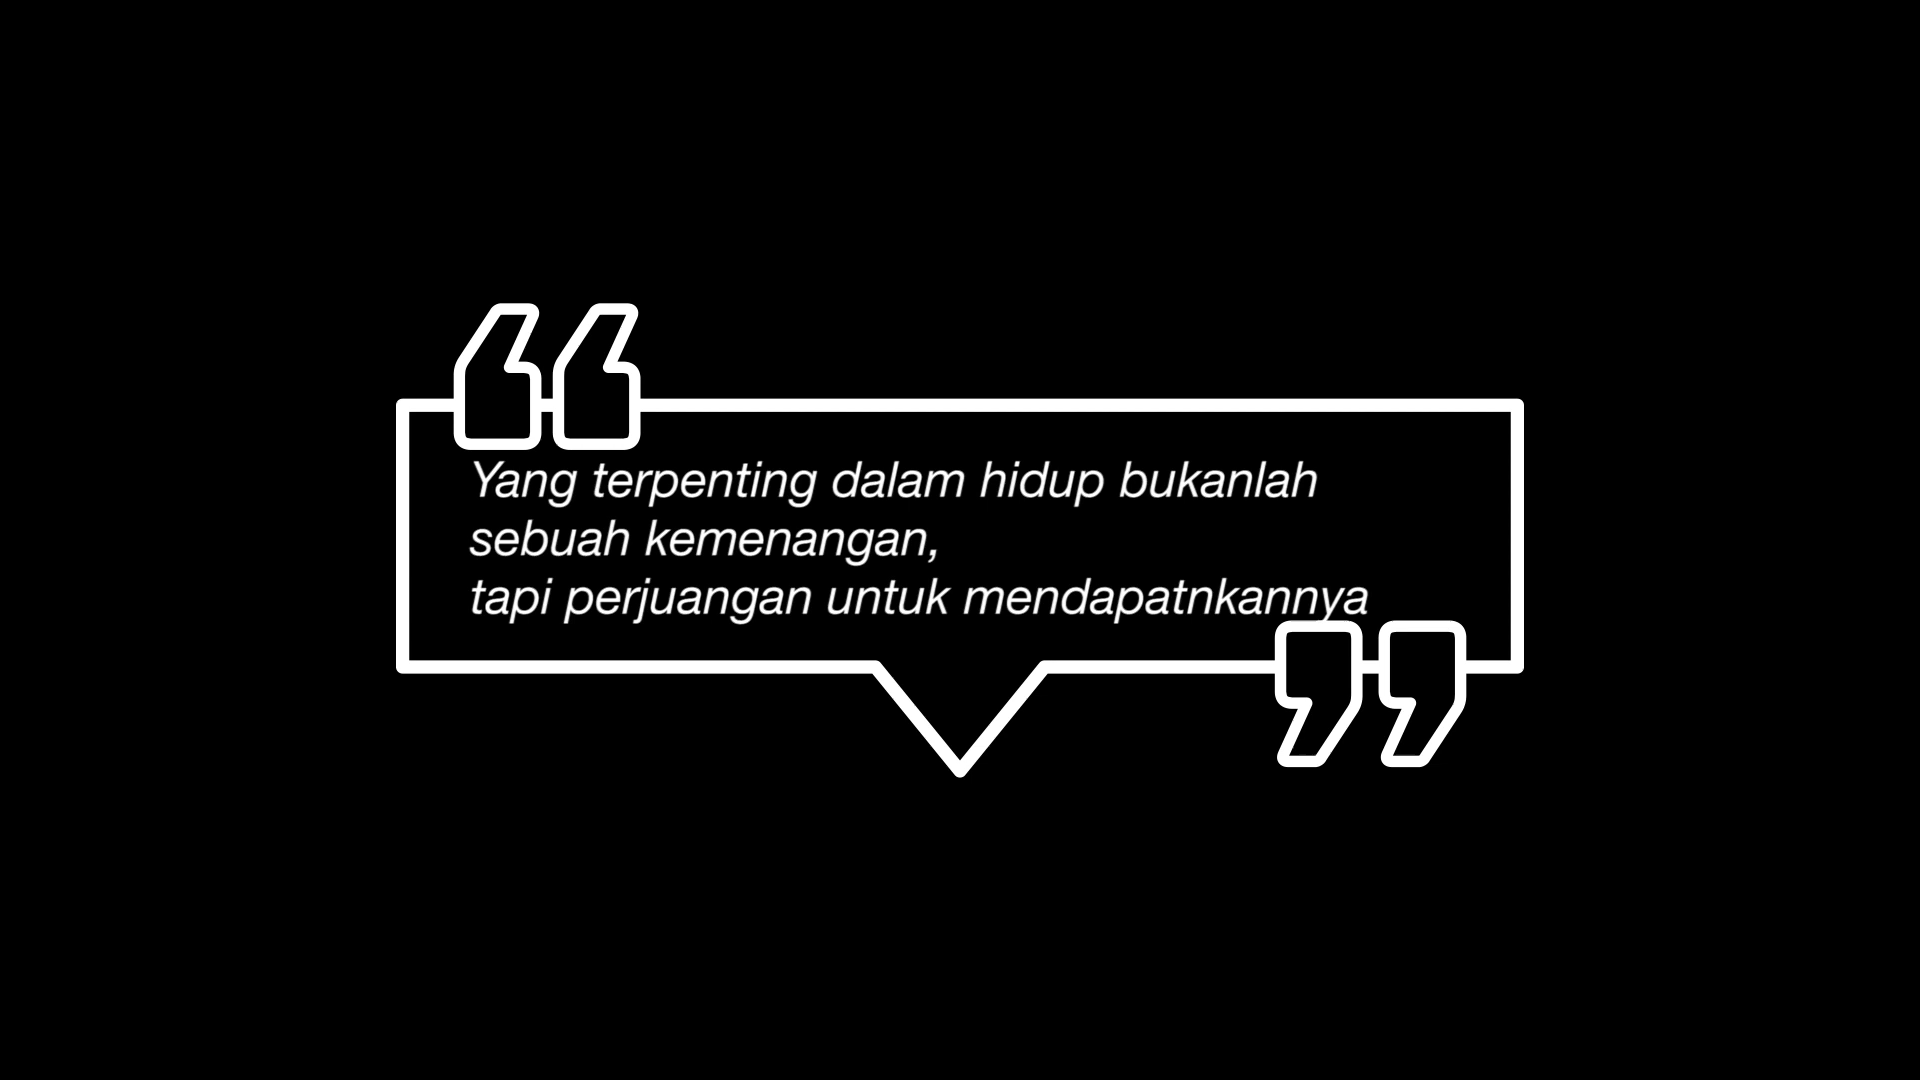 Yang terpenting dalam hidup bukanlah
sebuah kemenangan,
tapi perjuangan untuk mendapatnkannya